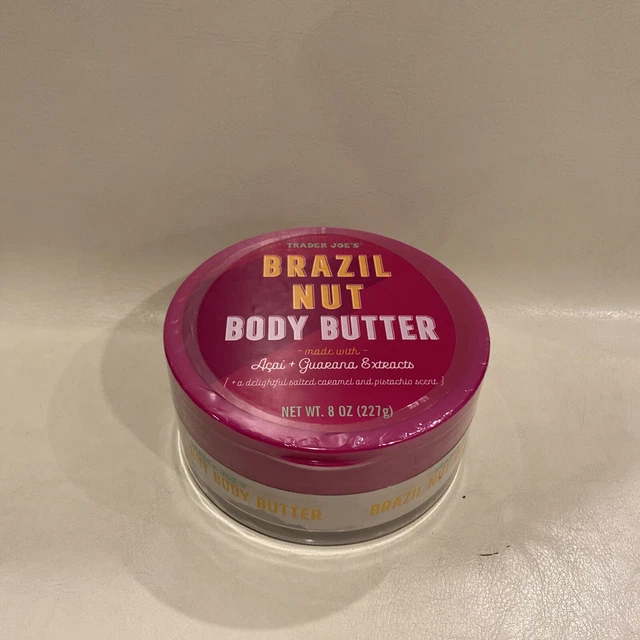 TRADER JOE'S
BRAZIL
NUT
BODY BUTTER
- made with -
Açaí + Guarana Extracts
[ + a delightful salted caramel and pistachio scent ]
NET WT. 8 OZ (227g)
BODY BUTTER
BRAZIL NUT